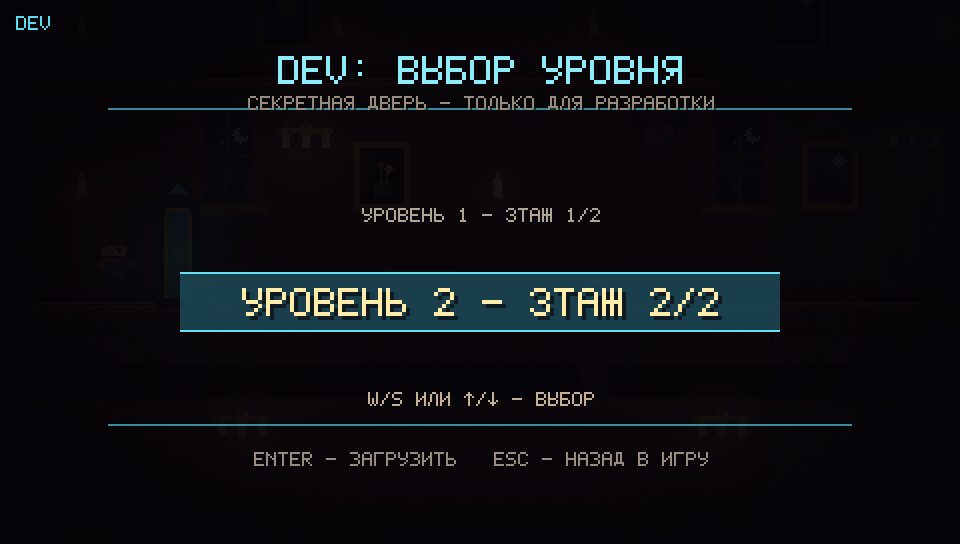 DEV
DEV: ВЫБОР УРОВНЯ
СЕКРЕТНАЯ ДВЕРЬ – ТОЛЬКО ДЛЯ РАЗРАБОТКИ
УРОВЕНЬ 1 – ЭТАЖ 1/2
УРОВЕНЬ 2 – ЭТАЖ 2/2
W/S ИЛИ ↑/↓ – ВЫБОР
ENTER – ЗАГРУЗИТЬ ESC – НАЗАД В ИГРУ